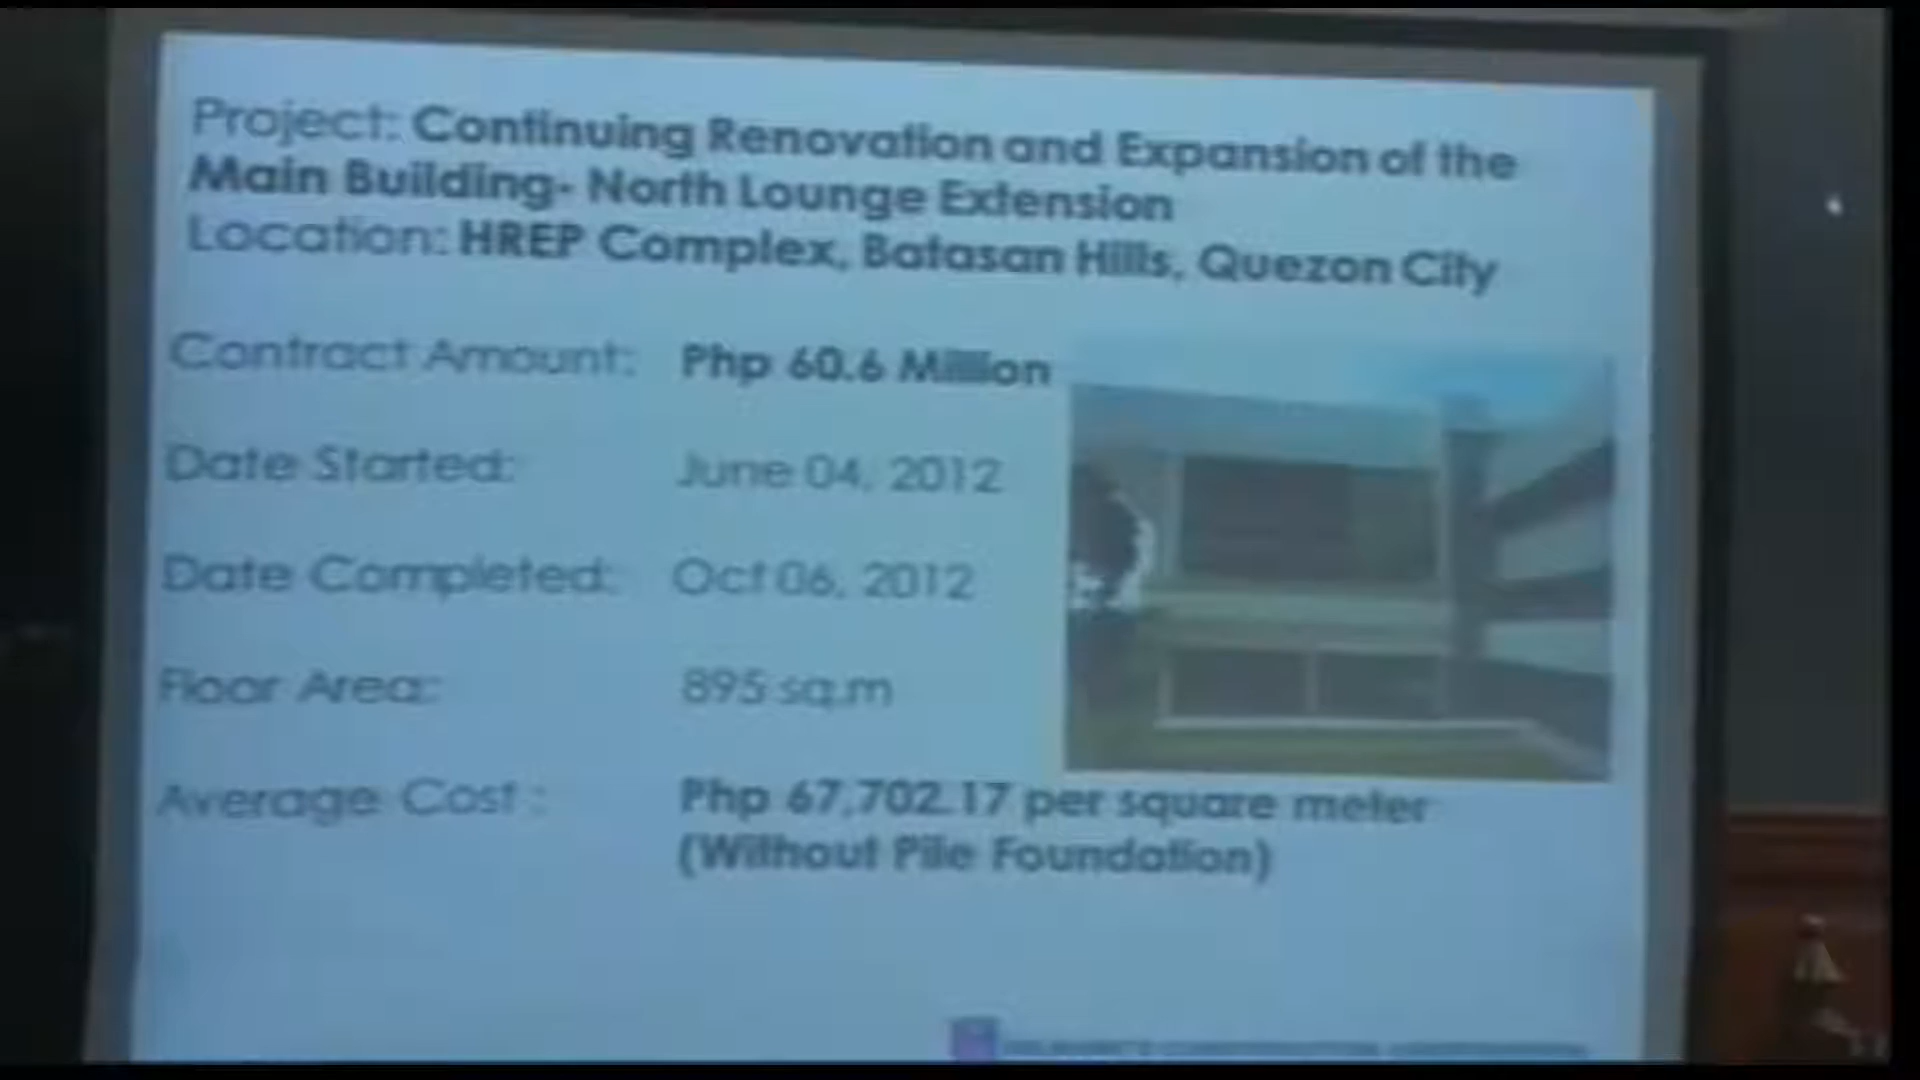 Project: Continuing Renovation and Expansion of the
Main Building- North Lounge Extension
Location: HREP Complex, Batasan Hills, Quezon City
Contract Amount: Php 60.6 Million
Date Started: June 04, 2012
Date Completed: Oct 06, 2012
Floor Area: 895 sq.m
Average Cost : Php 67,702.17 per square meter
(Without Pile Foundation)